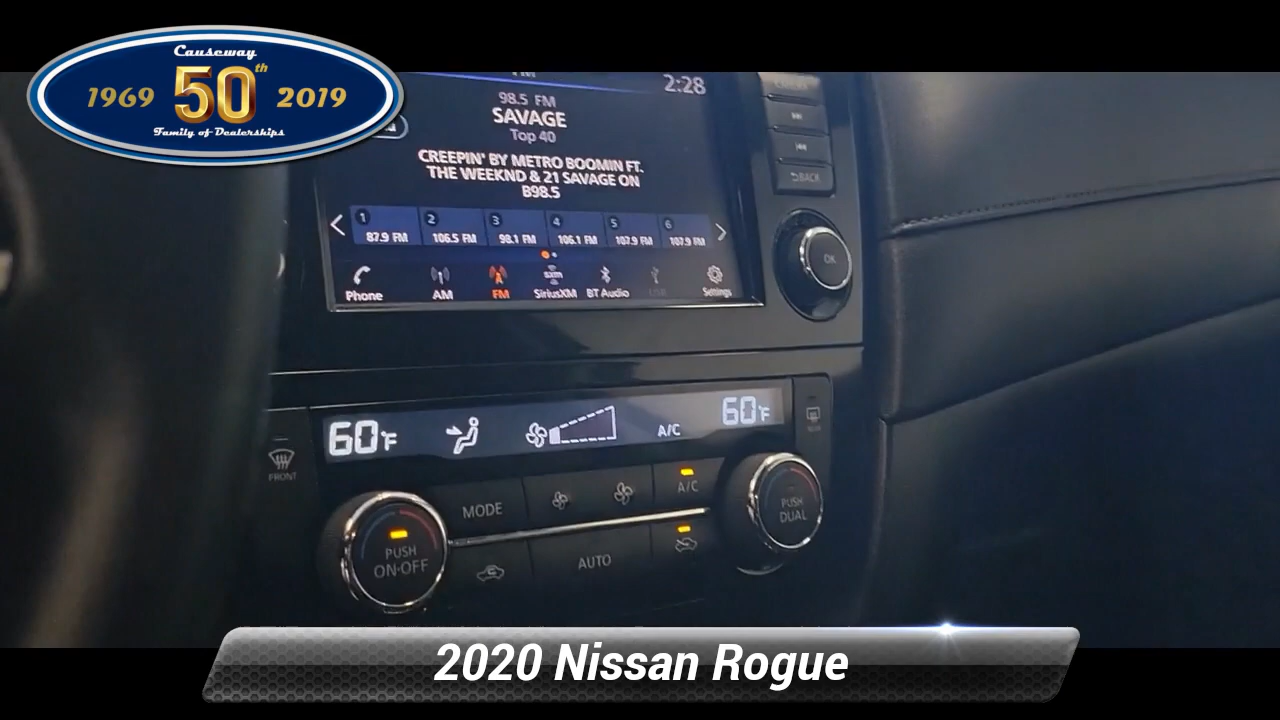 Causeway
1969 50th 2019
Family of Dealerships
2:28
98.5 FM
SAVAGE
Top 40
CREEPIN' BY METRO BOOMIN FT.
THE WEEKND & 21 SAVAGE ON
B98.5
BACK
1 2 3 4 5 6
87.9 FM 106.5 FM 98.1 FM 106.1 FM 107.9 FM 107.9 FM
OK
sxm
Phone AM FM SiriusXM BT Audio USB Settings
60°F A/C 60°F
FRONT
MODE A/C
PUSH
ON·OFF
AUTO
PUSH
DUAL
2020 Nissan Rogue